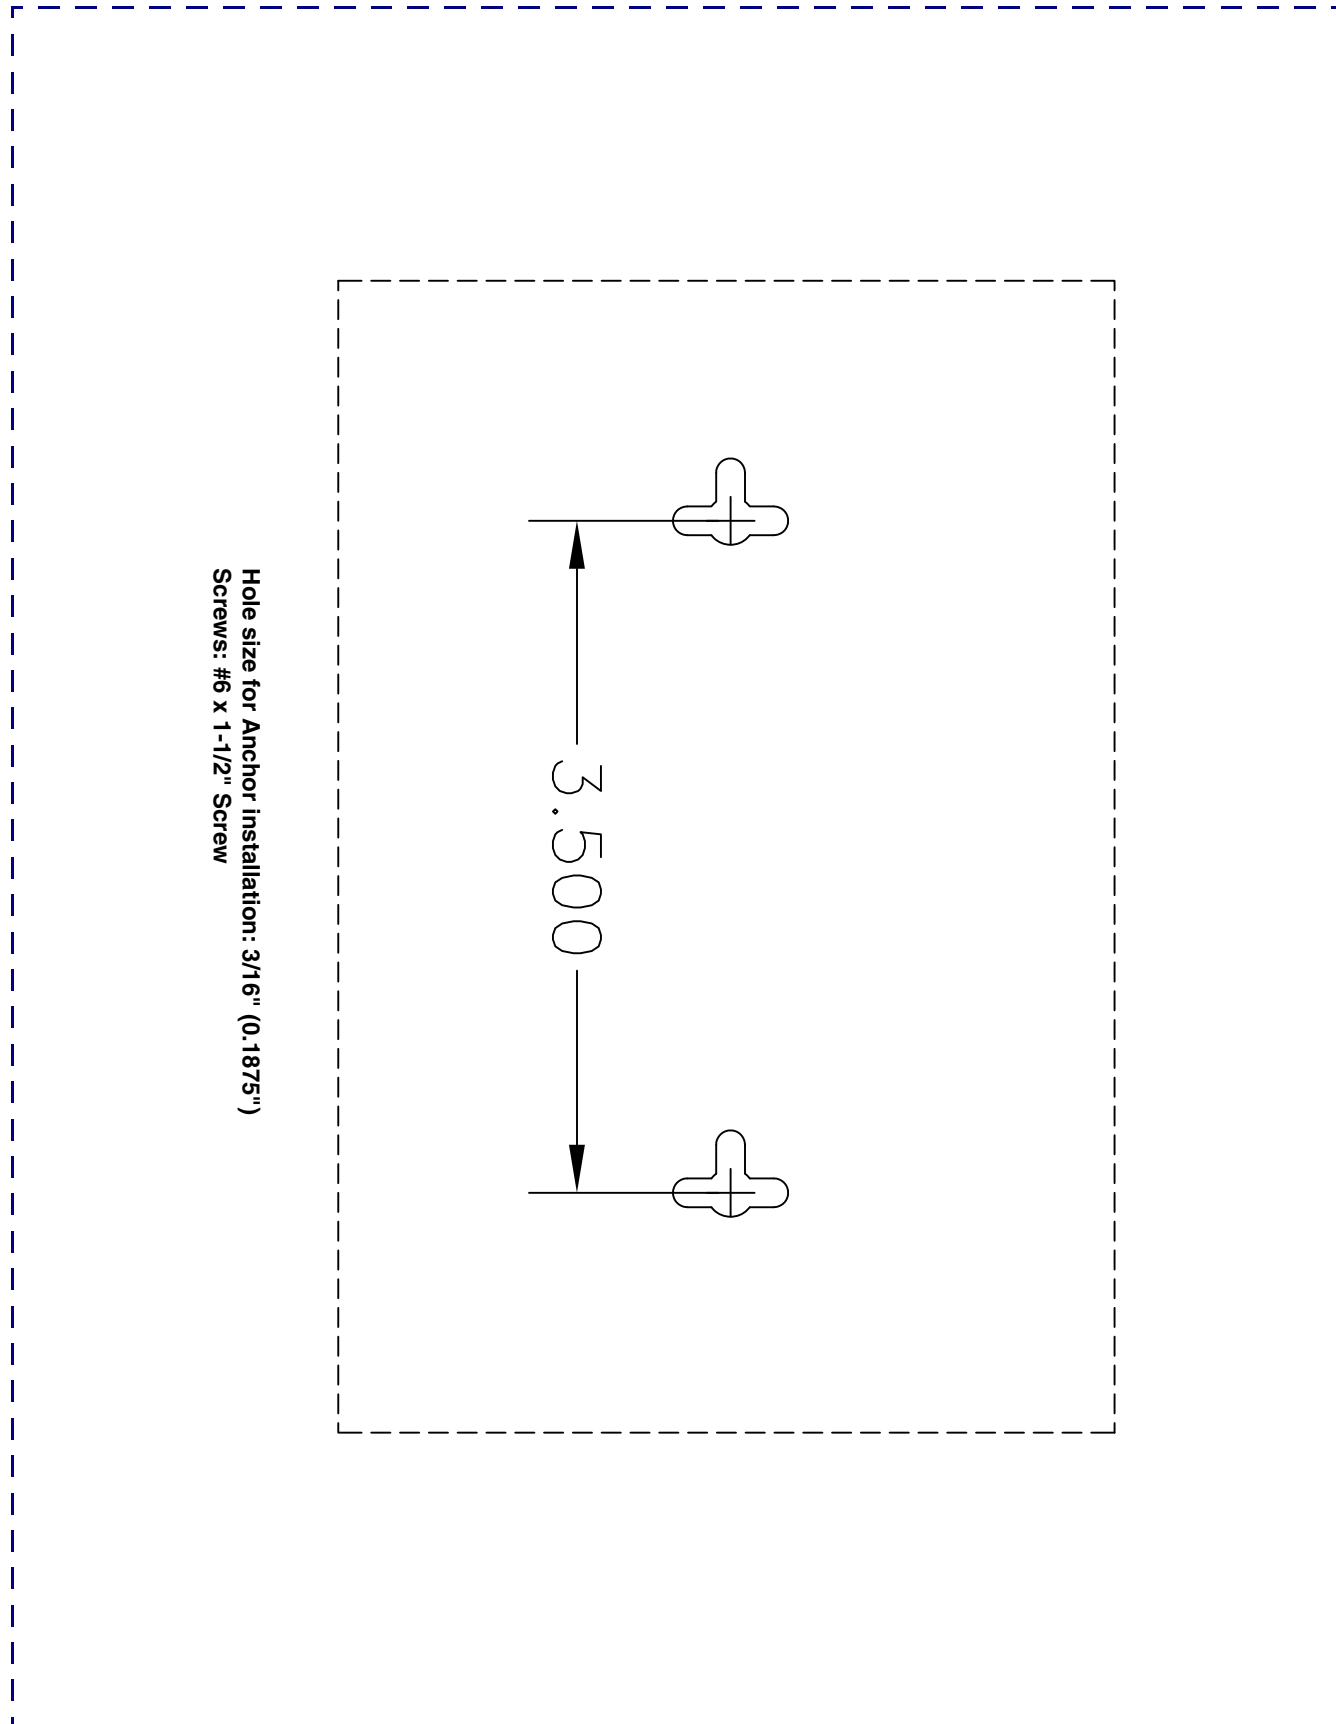 3.500
Hole size for Anchor installation: 3/16" (0.1875")
Screws: #6 x 1-1/2" Screw